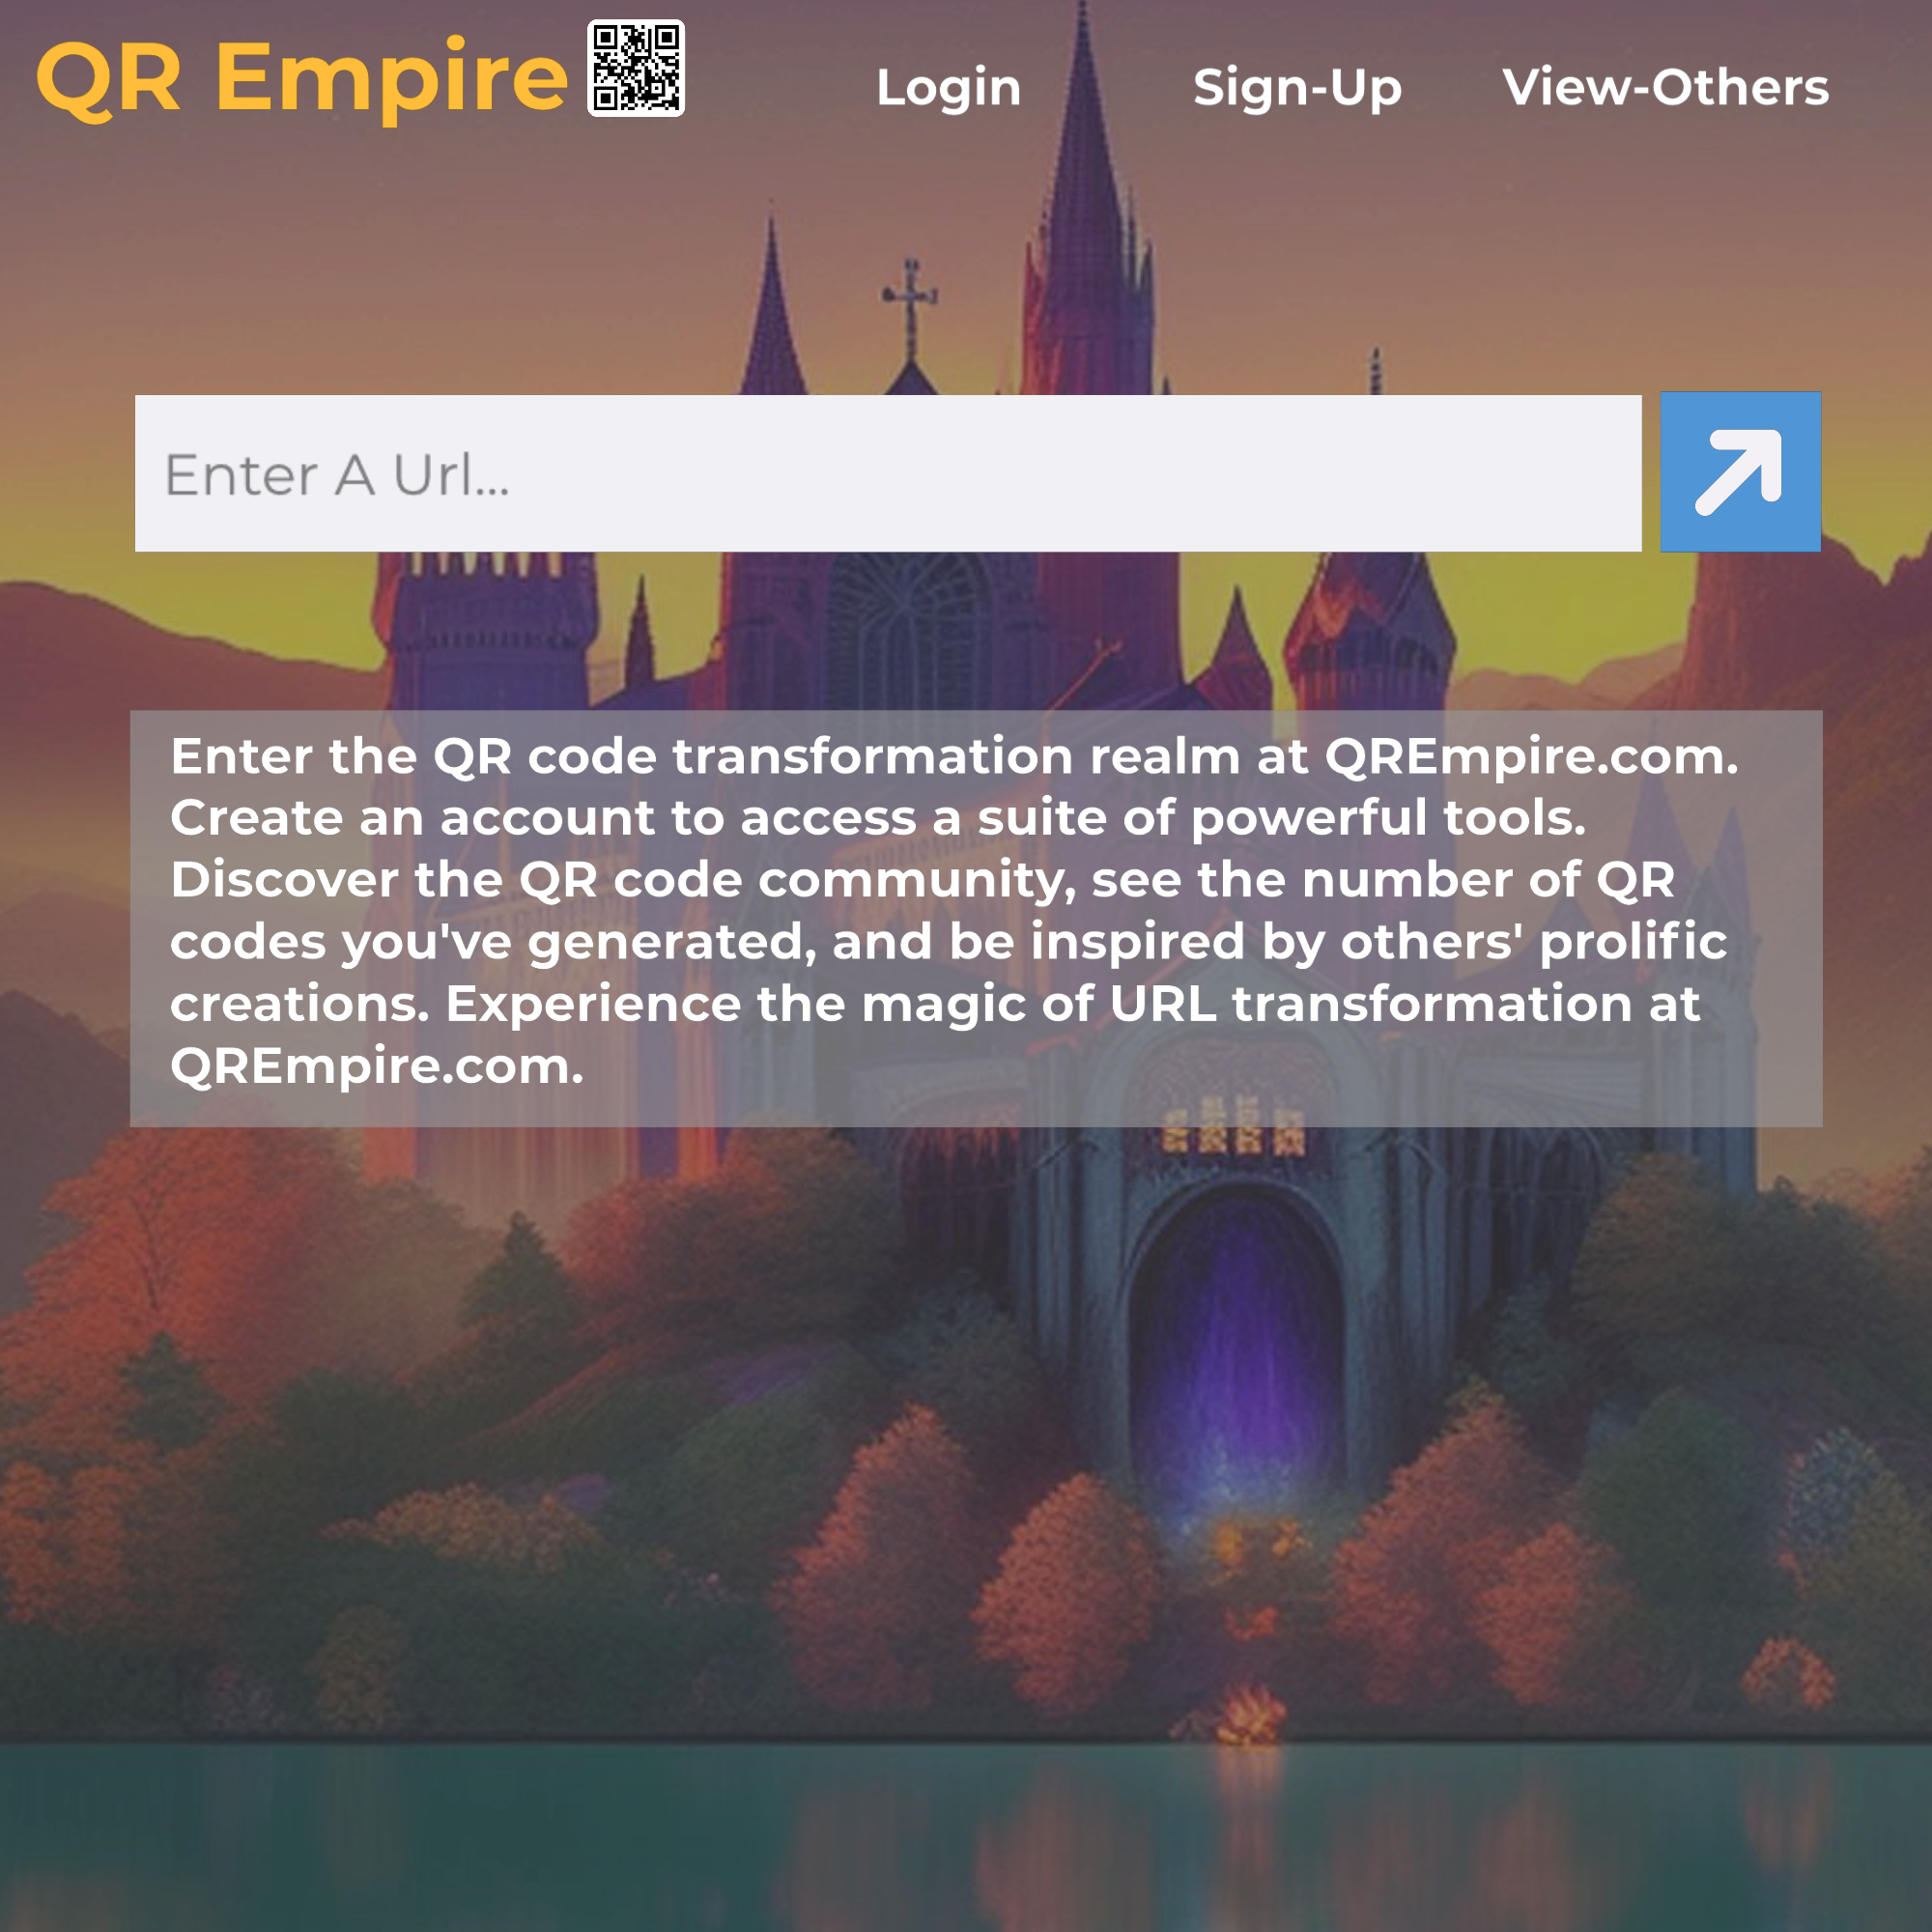 QR Empire
Login Sign-Up View-Others
Enter A Url...
Enter the QR code transformation realm at QREmpire.com.
Create an account to access a suite of powerful tools.
Discover the QR code community, see the number of QR
codes you've generated, and be inspired by others' prolific
creations. Experience the magic of URL transformation at
QREmpire.com.